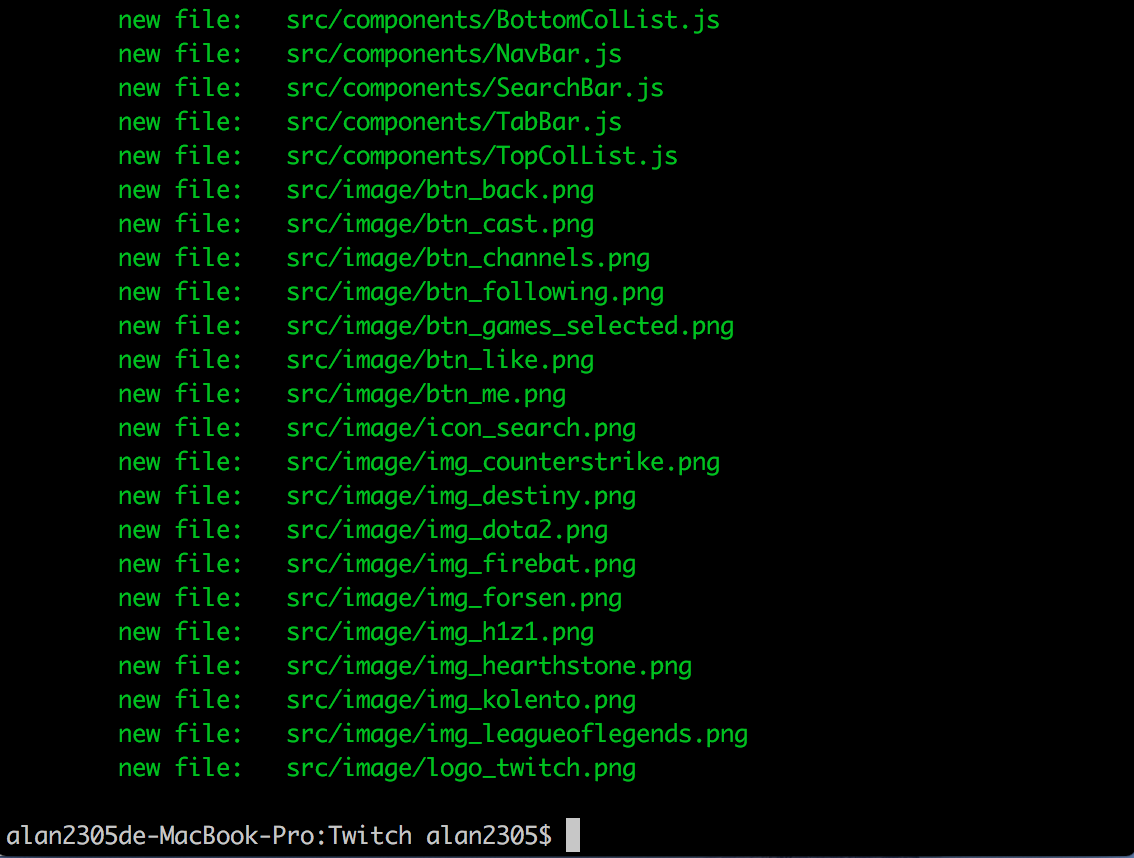 new file:   src/components/BottomColList.js
new file:   src/components/NavBar.js
new file:   src/components/SearchBar.js
new file:   src/components/TabBar.js
new file:   src/components/TopColList.js
new file:   src/image/btn_back.png
new file:   src/image/btn_cast.png
new file:   src/image/btn_channels.png
new file:   src/image/btn_following.png
new file:   src/image/btn_games_selected.png
new file:   src/image/btn_like.png
new file:   src/image/btn_me.png
new file:   src/image/icon_search.png
new file:   src/image/img_counterstrike.png
new file:   src/image/img_destiny.png
new file:   src/image/img_dota2.png
new file:   src/image/img_firebat.png
new file:   src/image/img_forsen.png
new file:   src/image/img_h1z1.png
new file:   src/image/img_hearthstone.png
new file:   src/image/img_kolento.png
new file:   src/image/img_leagueoflegends.png
new file:   src/image/logo_twitch.png
alan2305de-MacBook-Pro:Twitch alan2305$